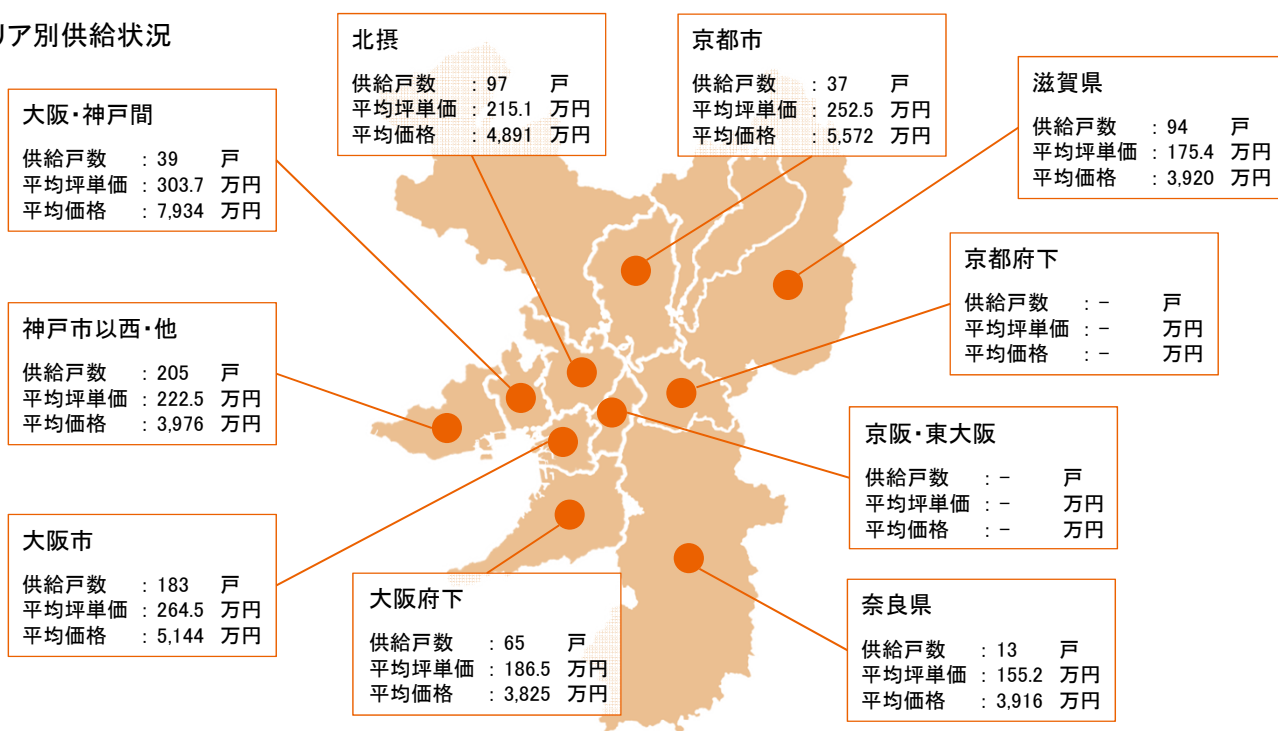 リア別供給状況
北摂
供給戸数 : 97 戸
平均坪単価 : 215.1 万円
平均価格 : 4,891 万円
京都市
供給戸数 : 37 戸
平均坪単価 : 252.5 万円
平均価格 : 5,572 万円
滋賀県
供給戸数 : 94 戸
平均坪単価 : 175.4 万円
平均価格 : 3,920 万円
大阪・神戸間
供給戸数 : 39 戸
平均坪単価 : 303.7 万円
平均価格 : 7,934 万円
京都府下
供給戸数 : - 戸
平均坪単価 : - 万円
平均価格 : - 万円
神戸市以西・他
供給戸数 : 205 戸
平均坪単価 : 222.5 万円
平均価格 : 3,976 万円
京阪・東大阪
供給戸数 : - 戸
平均坪単価 : - 万円
平均価格 : - 万円
大阪市
供給戸数 : 183 戸
平均坪単価 : 264.5 万円
平均価格 : 5,144 万円
大阪府下
供給戸数 : 65 戸
平均坪単価 : 186.5 万円
平均価格 : 3,825 万円
奈良県
供給戸数 : 13 戸
平均坪単価 : 155.2 万円
平均価格 : 3,916 万円